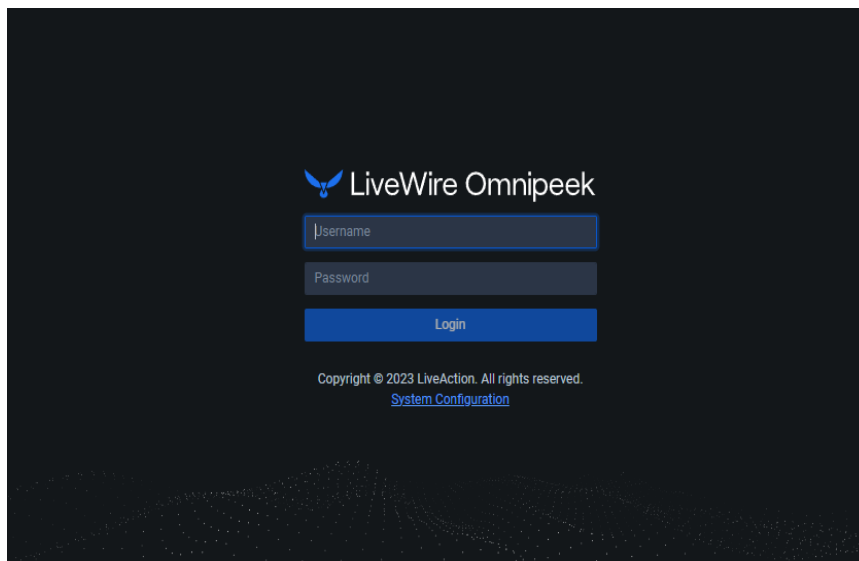 LiveWire Omnipeek
Username
Password
Login
Copyright © 2023 LiveAction. All rights reserved.
System Configuration